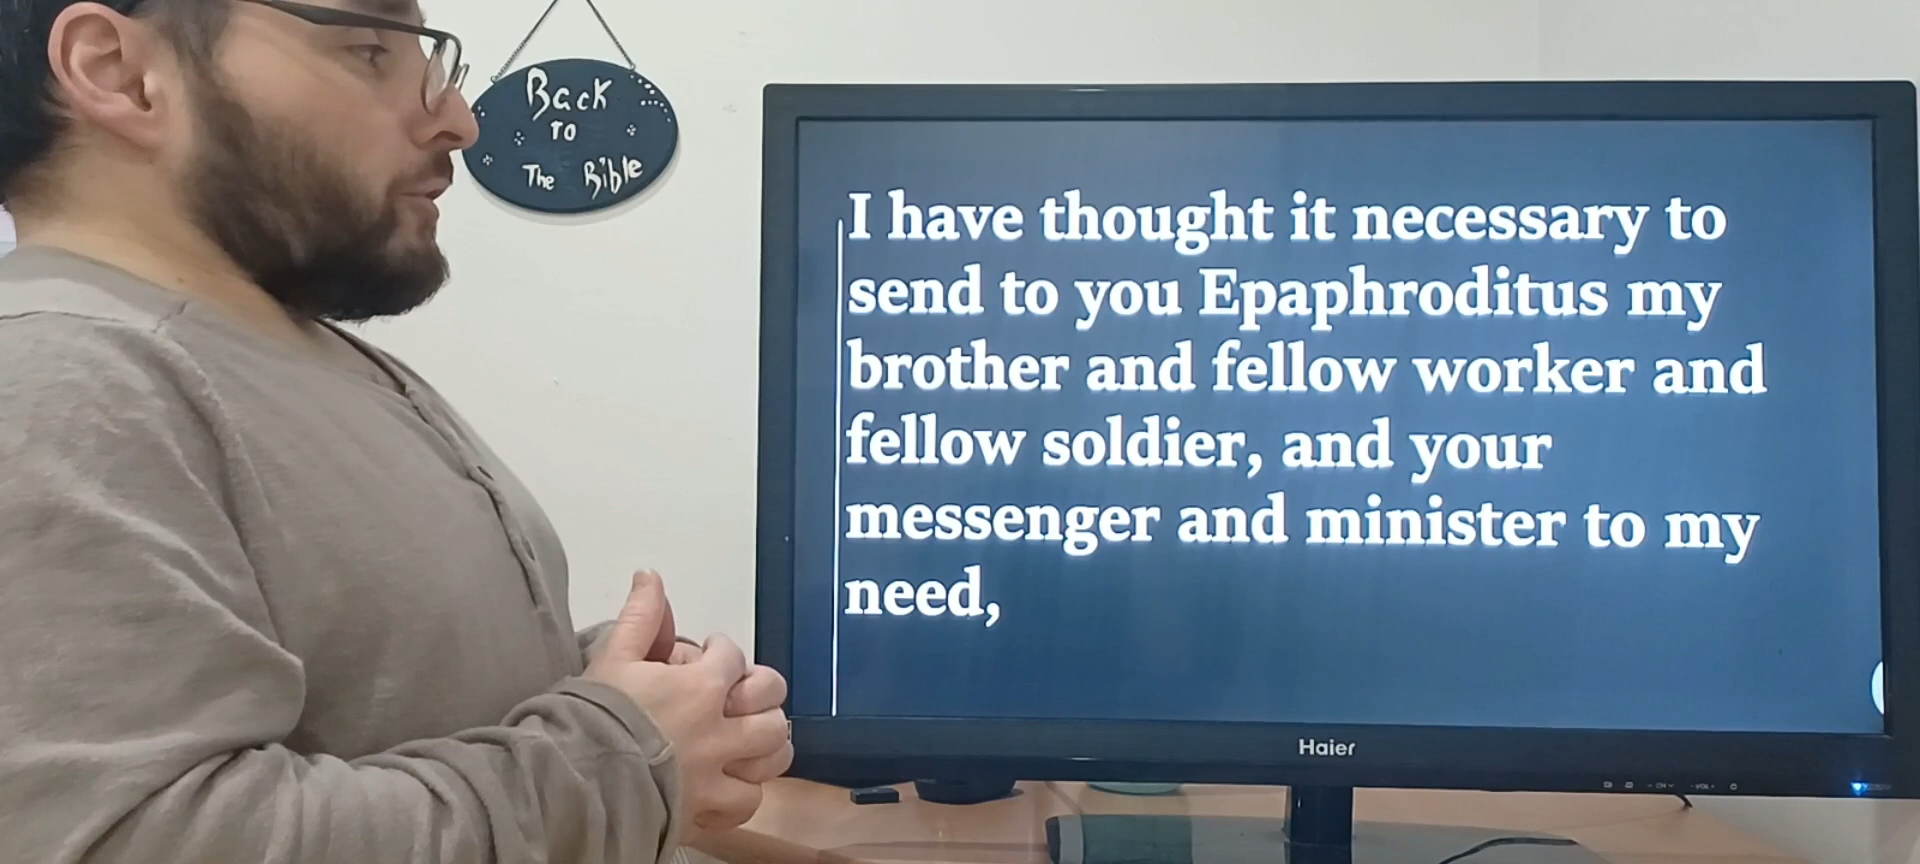 Back
TO
The Bible
I have thought it necessary to
send to you Epaphroditus my
brother and fellow worker and
fellow soldier, and your
messenger and minister to my
need,
Haier